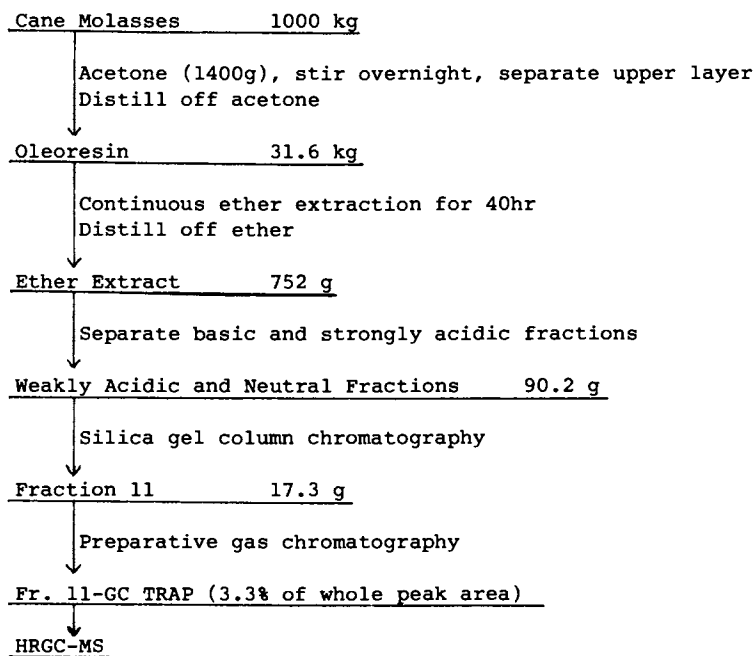 Cane Molasses 1000 kg
Acetone (1400g), stir overnight, separate upper layer
Distill off acetone
Oleoresin 31.6 kg
Continuous ether extraction for 40hr
Distill off ether
Ether Extract 752 g
Separate basic and strongly acidic fractions
Weakly Acidic and Neutral Fractions 90.2 g
Silica gel column chromatography
Fraction 11 17.3 g
Preparative gas chromatography
Fr. 11-GC TRAP (3.3% of whole peak area)
HRGC-MS